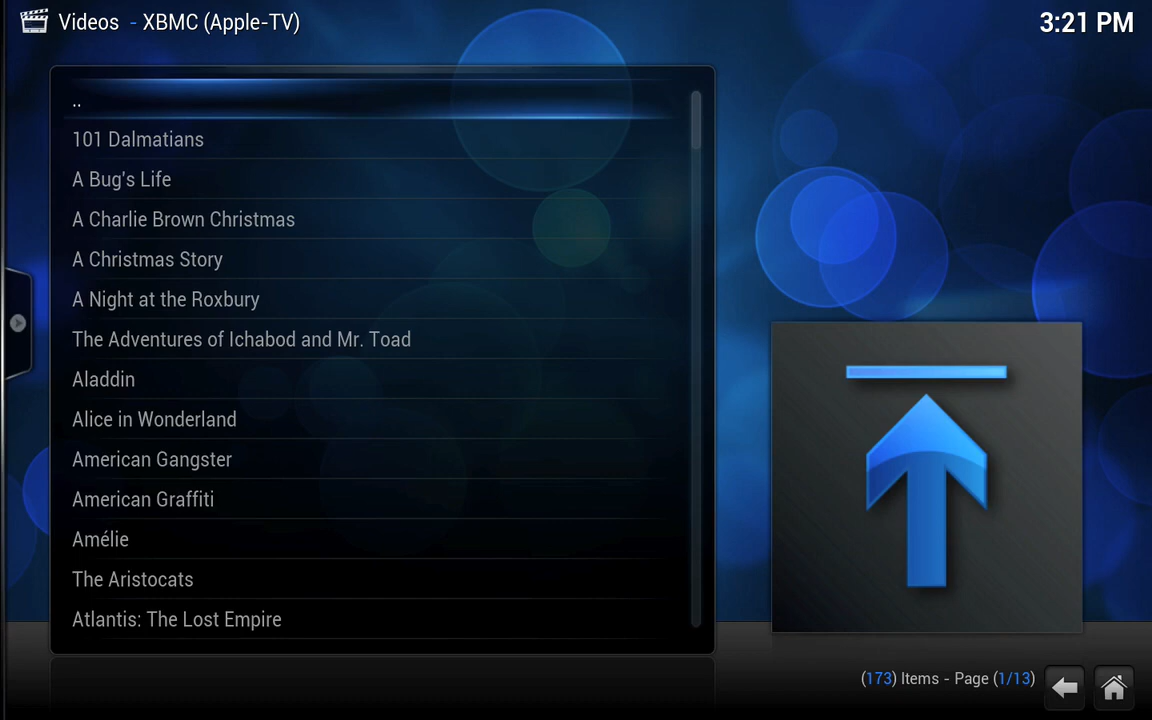 Videos - XBMC (Apple-TV)
3:21 PM
..
101 Dalmatians
A Bug's Life
A Charlie Brown Christmas
A Christmas Story
A Night at the Roxbury
The Adventures of Ichabod and Mr. Toad
Aladdin
Alice in Wonderland
American Gangster
American Graffiti
Amélie
The Aristocats
Atlantis: The Lost Empire
(173) Items - Page (1/13)